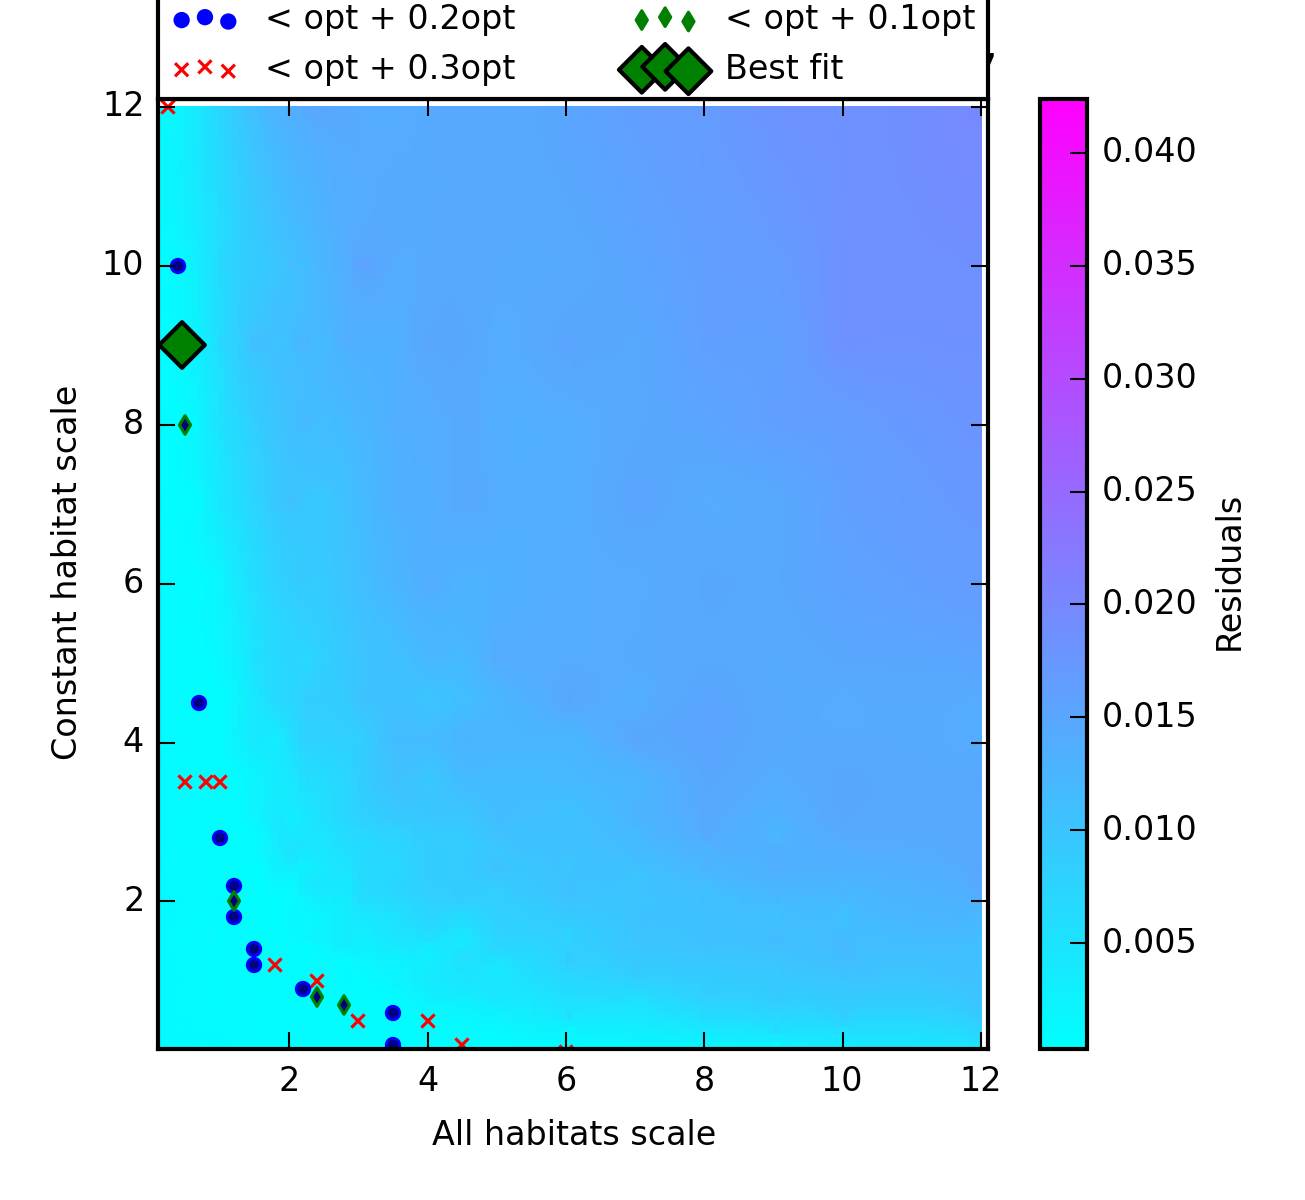 < opt + 0.2opt < opt + 0.1opt
< opt + 0.3opt Best fit
12
10
8
6
4
2
Constant habitat scale
2 4 6 8 10 12
All habitats scale
0.040
0.035
0.030
0.025
0.020
0.015
0.010
0.005
Residuals